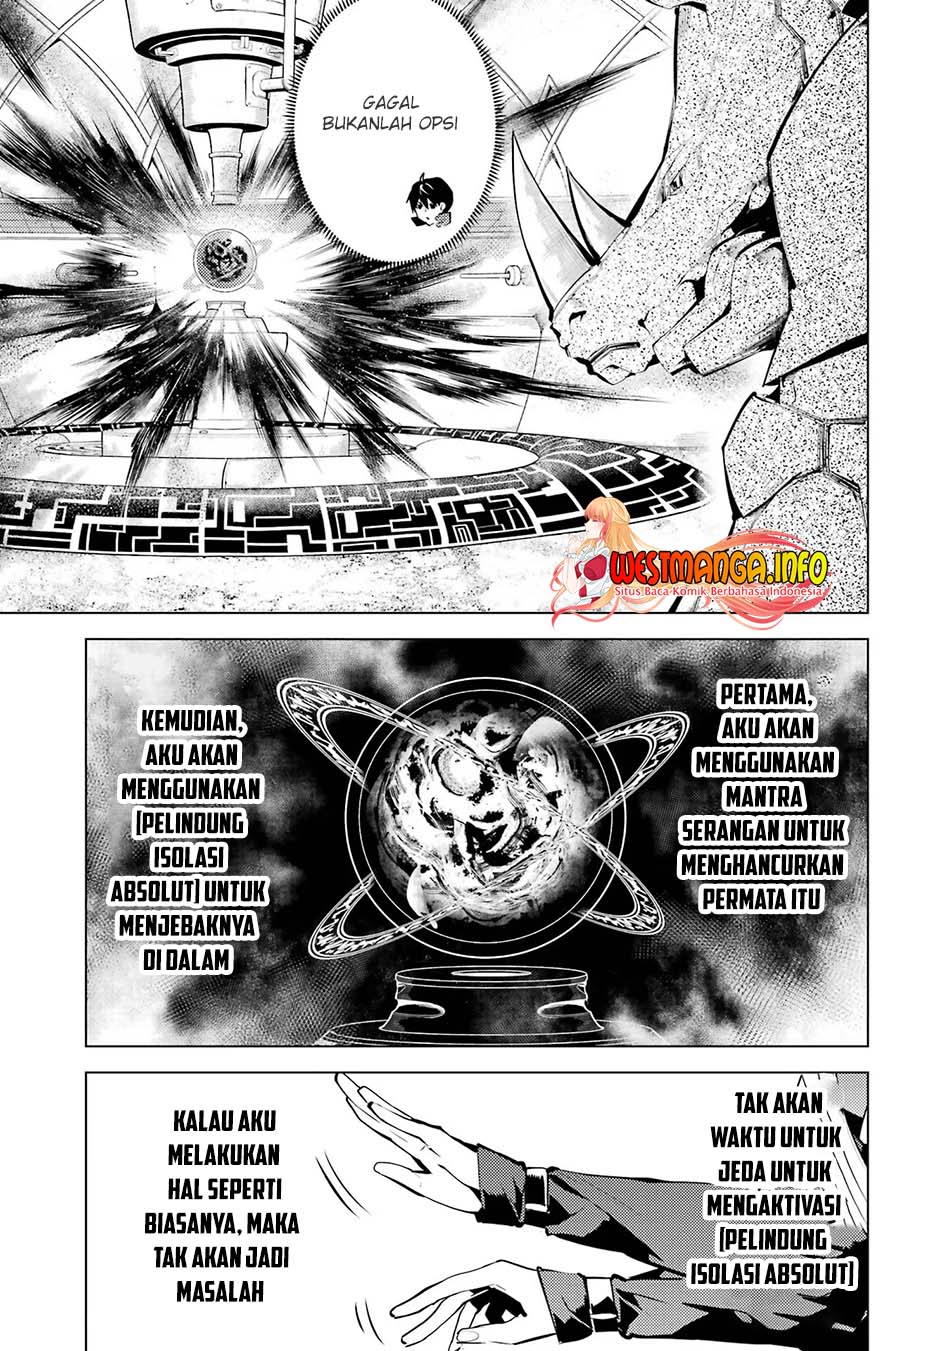 GAGAL
BUKANLAH OPSI
WESTMANGA.INFO
Situs Baca Komik Berbahasa Indonesia
PERTAMA,
AKU AKAN
MENGGUNAKAN
MANTRA
SERANGAN UNTUK
MENGHANCURKAN
PERMATA ITU
KEMUDIAN,
AKU AKAN
MENGGUNAKAN
[PELINDUNG
ISOLASI
ABSOLUT] UNTUK
MENJEBAKNYA
DI DALAM
TAK AKAN
WAKTU UNTUK
JEDA UNTUK
MENGAKTIVASI
[PELINDUNG
ISOLASI ABSOLUT]
KALAU AKU
MELAKUKAN
HAL SEPERTI
BIASANYA, MAKA
TAK AKAN JADI
MASALAH